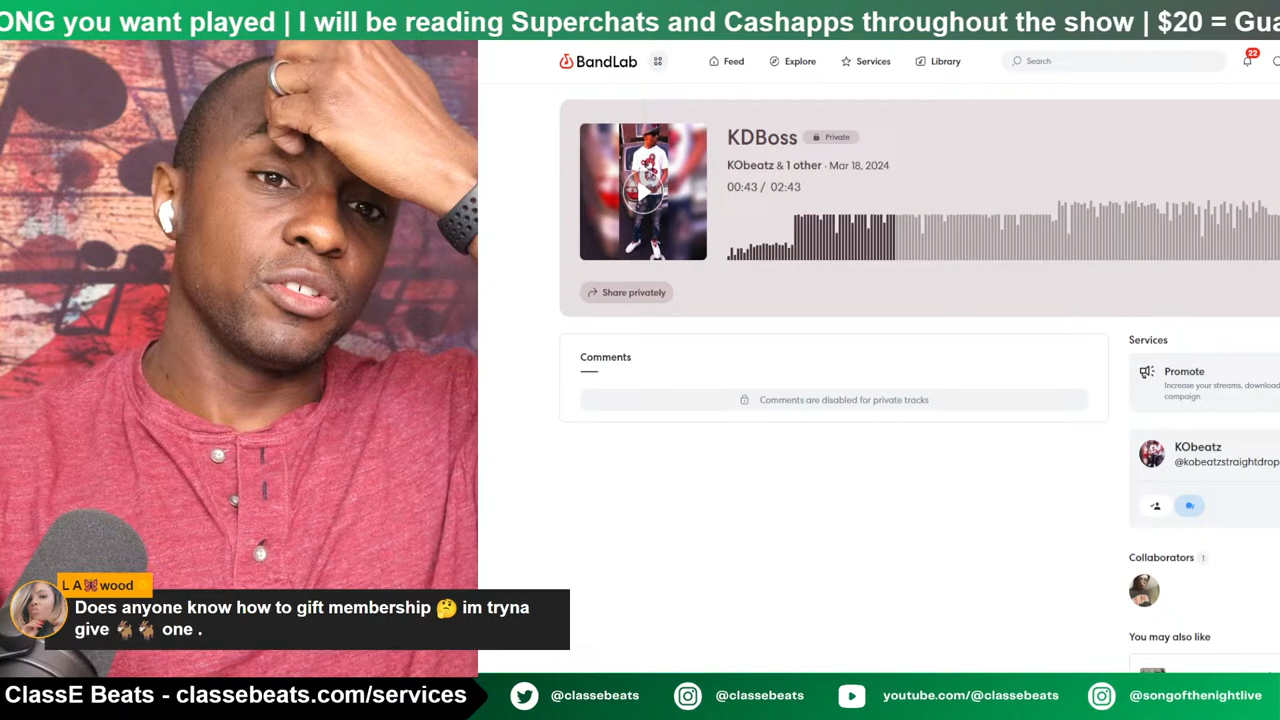 ONG you want played | I will be reading Superchats and Cashapps throughout the show | $20 = Gua
BandLab
Feed
Explore
Services
Library
Search
22
KDBoss
Private
KObeatz & 1 other · Mar 18, 2024
00:43 / 02:43
Share privately
Comments
Comments are disabled for private tracks
Services
Promote
Increase your streams, download
campaign
KObeatz
@kobeatzstraightdrop
Collaborators 1
You may also like
L A🦋wood
Does anyone know how to gift membership 🤔 im tryna
give 🐐 🐐 one .
ClassE Beats - classebeats.com/services
@classebeats
@classebeats
youtube.com/@classebeats
@songofthenightlive